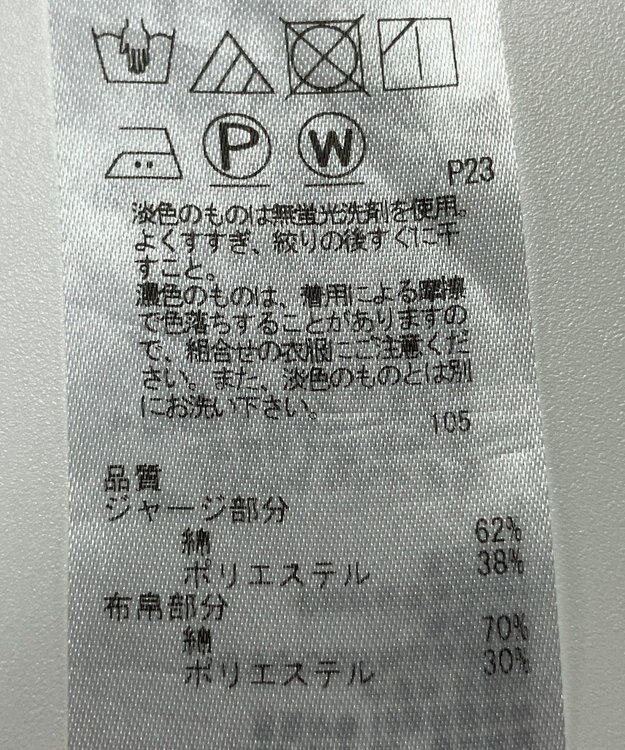 P W P23
淡色のものは無蛍光洗剤を使用。
よくすすぎ、絞りの後すぐに干
すこと。
濃色のものは、着用による摩擦
で色落ちすることがありますの
で、組合せの衣服にご注意くだ
さい。また、淡色のものとは別
にお洗い下さい。
105
品質
ジャージ部分
綿 62%
ポリエステル 38%
布帛部分
綿 70%
ポリエステル 30%